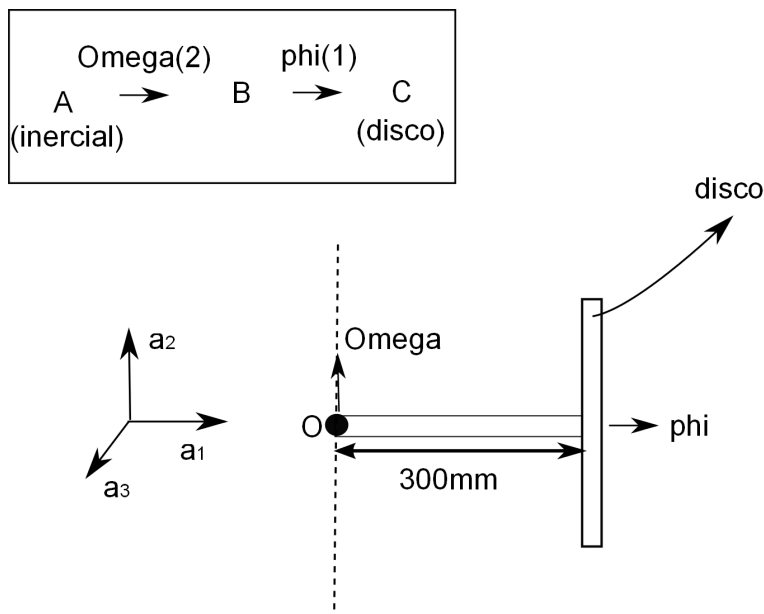 Omega(2) phi(1)
A B C
(inercial) (disco)
disco
a2
Omega
O
phi
a1
300mm
a3